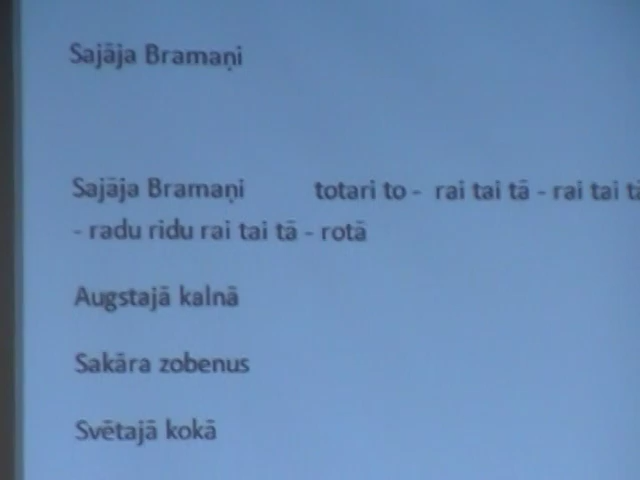 Sajāja Bramaņi
Sajāja Bramaņi totari to - rai tai tā - rai tai tā
- radu ridu rai tai tā - rotā
Augstajā kalnā
Sakāra zobenus
Svētajā kokā